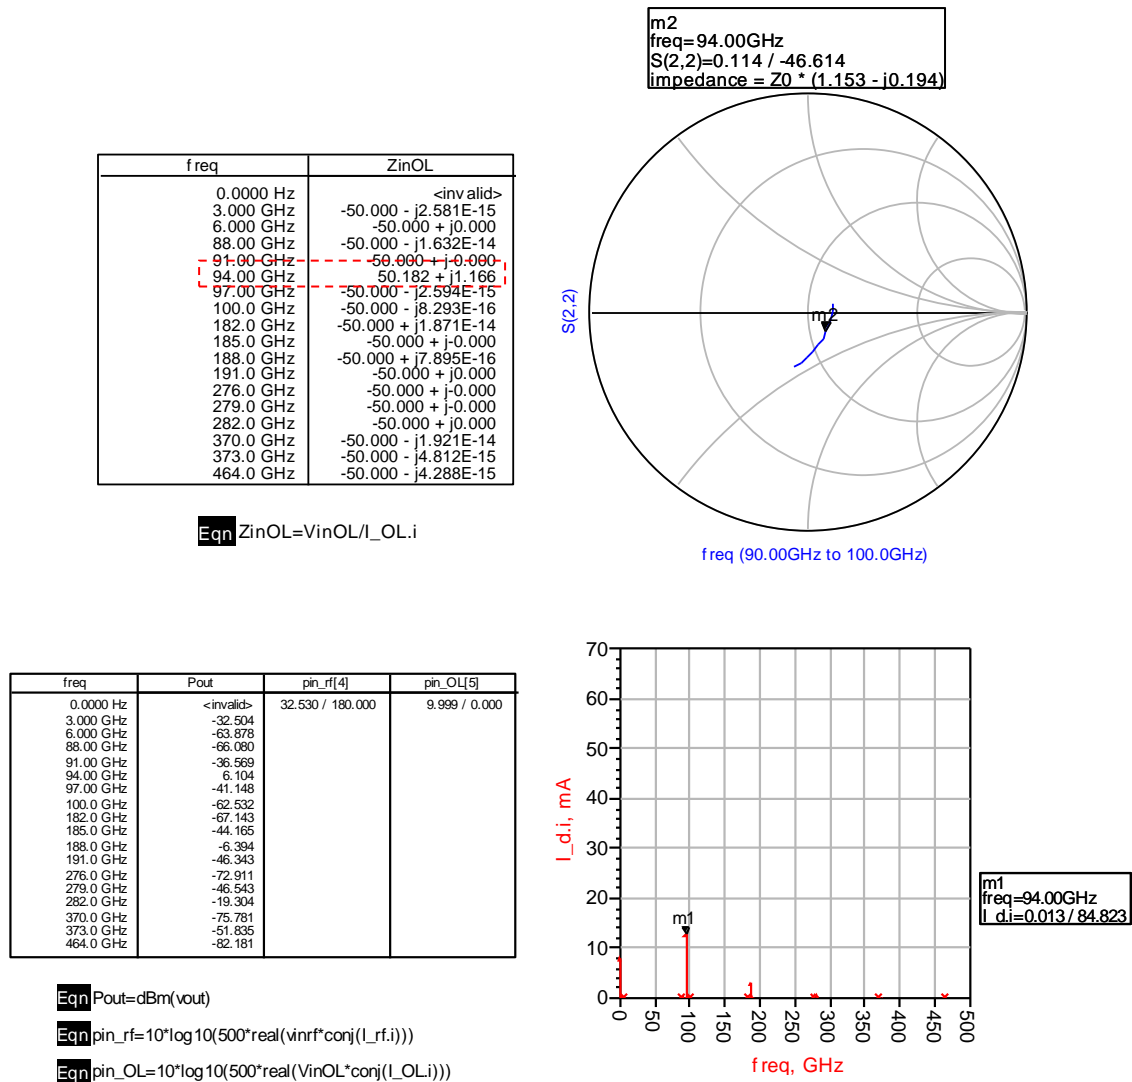 m2
freq=94.00GHz
S(2,2)=0.114 / -46.614
impedance = Z0 * (1.153 - j0.194)
freq ZinOL
0.0000 Hz <invalid>
3.000 GHz -50.000 - j2.581E-15
6.000 GHz -50.000 + j0.000
88.00 GHz -50.000 - j1.632E-14
91.00 GHz -50.000 + j-0.000
94.00 GHz 50.182 + j1.166
97.00 GHz -50.000 - j2.594E-15
100.0 GHz -50.000 - j8.293E-16
182.0 GHz -50.000 + j1.871E-14
185.0 GHz -50.000 + j-0.000
188.0 GHz -50.000 + j7.895E-16
191.0 GHz -50.000 + j0.000
276.0 GHz -50.000 + j-0.000
279.0 GHz -50.000 + j-0.000
282.0 GHz -50.000 + j0.000
370.0 GHz -50.000 - j1.921E-14
373.0 GHz -50.000 - j4.812E-15
464.0 GHz -50.000 - j4.288E-15
Eqn ZinOL=VinOL/I_OL.i
S(2,2)
m2
freq (90.00GHz to 100.0GHz)
freq Pout pin_rf[4] pin_OL[5]
0.0000 Hz <invalid> 32.530 / 180.000 9.999 / 0.000
3.000 GHz -32.504
6.000 GHz -63.878
88.00 GHz -66.080
91.00 GHz -36.569
94.00 GHz 6.104
97.00 GHz -41.148
100.0 GHz -62.532
182.0 GHz -67.143
185.0 GHz -44.165
188.0 GHz -6.394
191.0 GHz -46.343
276.0 GHz -72.911
279.0 GHz -46.543
282.0 GHz -19.304
370.0 GHz -75.781
373.0 GHz -51.835
464.0 GHz -82.181
Eqn Pout=dBm(vout)
Eqn pin_rf=10*log10(500*real(vinrf*conj(I_rf.i)))
Eqn pin_OL=10*log10(500*real(VinOL*conj(I_OL.i)))
70
60
50
40
30
20
10
0
I_d.i, mA
m1
0 50 100 150 200 250 300 350 400 450 500
freq, GHz
m1
freq=94.00GHz
I_d.i=0.013 / 84.823